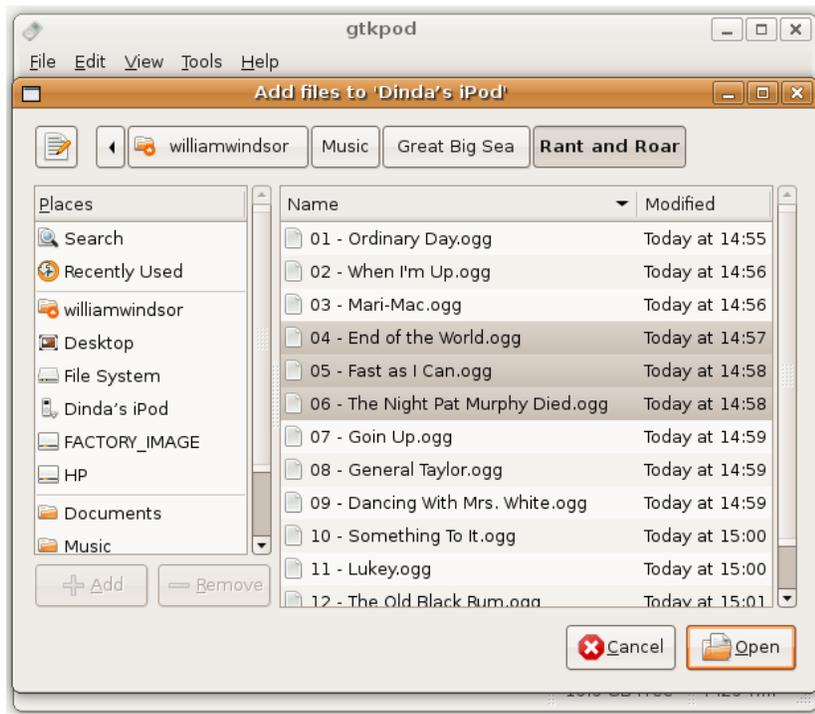 gtkpod
File Edit View Tools Help
Add files to 'Dinda's iPod'
williamwindsor Music Great Big Sea Rant and Roar
Places
Search
Recently Used
williamwindsor
Desktop
File System
Dinda's iPod
FACTORY_IMAGE
HP
Documents
Music
Add Remove
Name Modified
01 - Ordinary Day.ogg Today at 14:55
02 - When I'm Up.ogg Today at 14:56
03 - Mari-Mac.ogg Today at 14:56
04 - End of the World.ogg Today at 14:57
05 - Fast as I Can.ogg Today at 14:58
06 - The Night Pat Murphy Died.ogg Today at 14:58
07 - Goin Up.ogg Today at 14:59
08 - General Taylor.ogg Today at 14:59
09 - Dancing With Mrs. White.ogg Today at 14:59
10 - Something To It.ogg Today at 15:00
11 - Lukey.ogg Today at 15:00
12 - The Old Black Rum.ogg Today at 15:01
Cancel Open